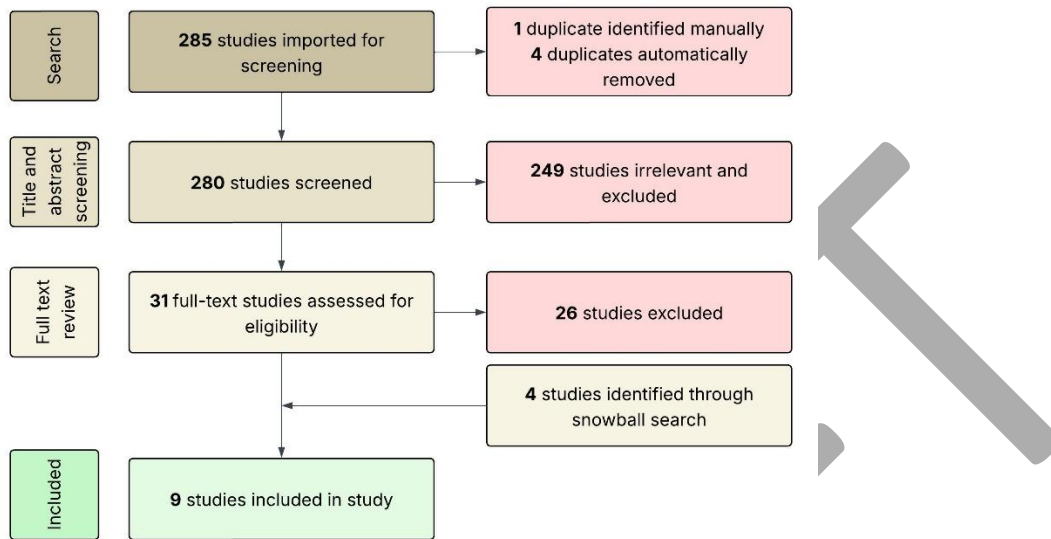 Search
285 studies imported for
screening
1 duplicate identified manually
4 duplicates automatically
removed
Title and
abstract
screening
280 studies screened
249 studies irrelevant and
excluded
Full text
review
31 full-text studies assessed for
eligibility
26 studies excluded
4 studies identified through
snowball search
Included
9 studies included in study